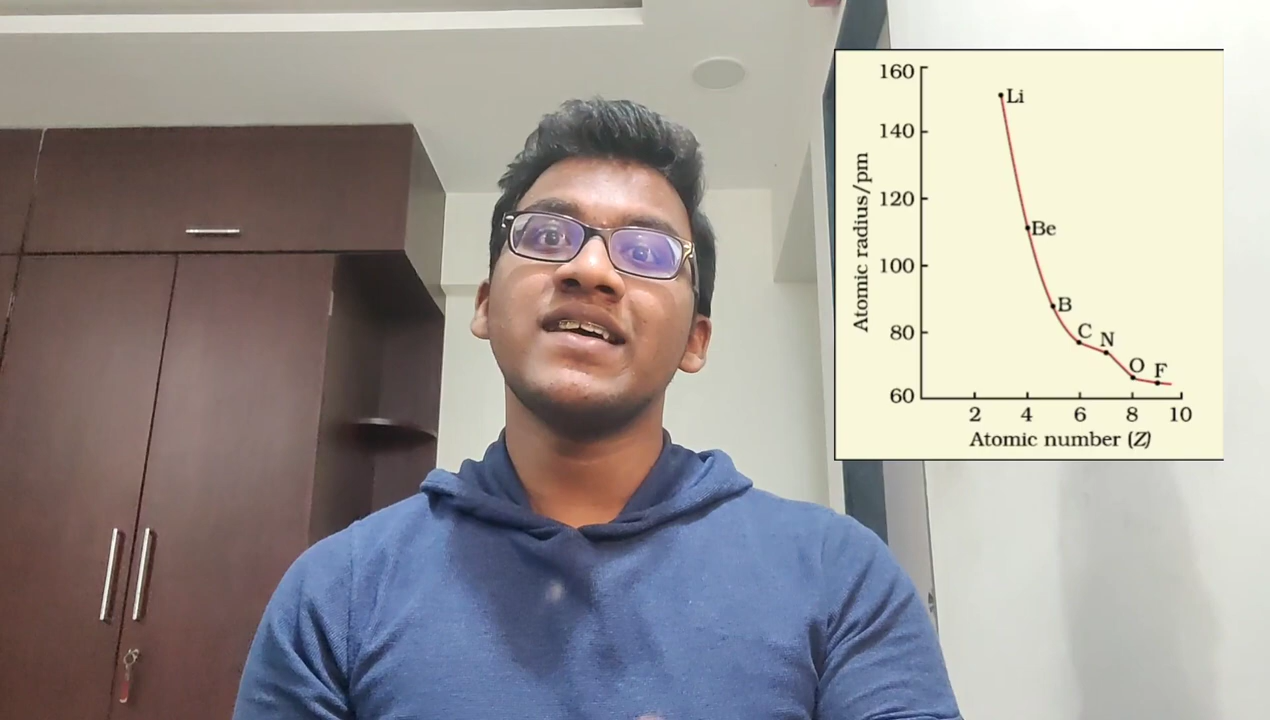 160
Li
140
Atomic radius/pm
120
Be
100
B
80
C N
O F
60
2 4 6 8 10
Atomic number (Z)